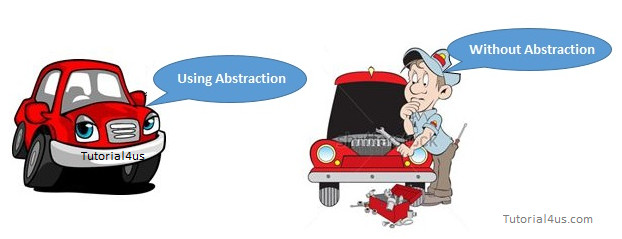 Using Abstraction
Without Abstraction
Tutorial4us
Tutorial4us.com